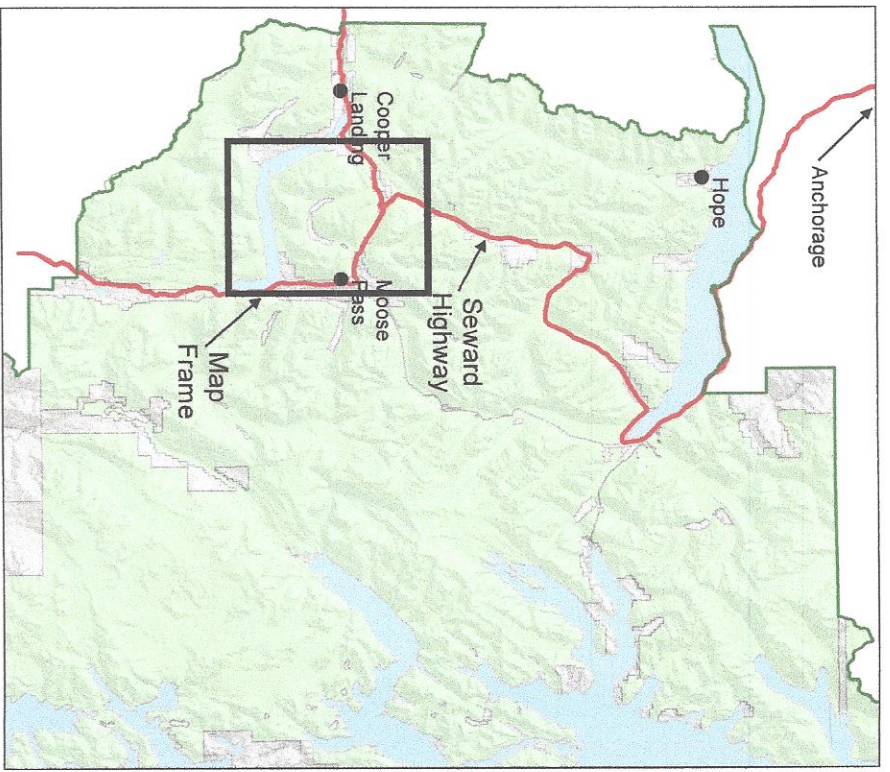 Anchorage
Hope
Seward
Highway
Cooper
Landing
Moose
Pass
Map
Frame